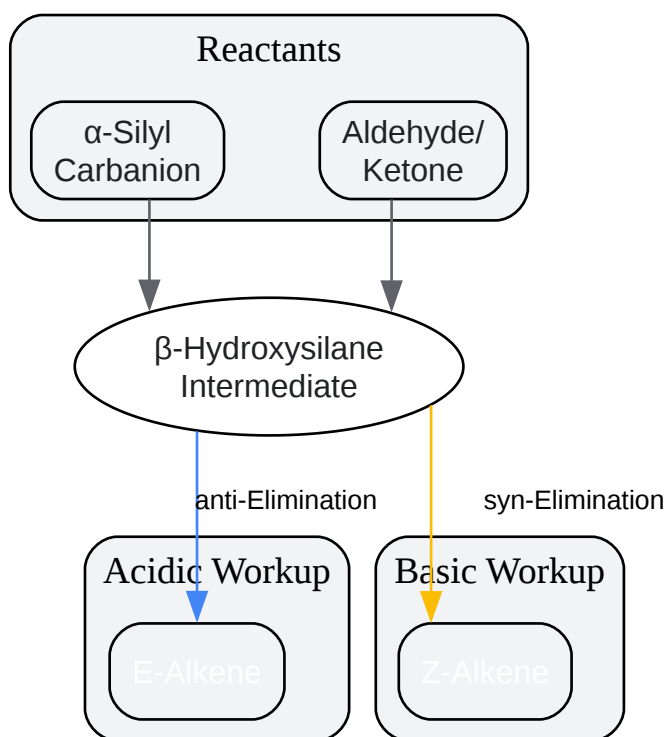 Reactants
α-Silyl
Carbanion
Aldehyde/
Ketone
β-Hydroxysilane
Intermediate
anti-Elimination
syn-Elimination
Acidic Workup
Basic Workup
E-Alkene
Z-Alkene